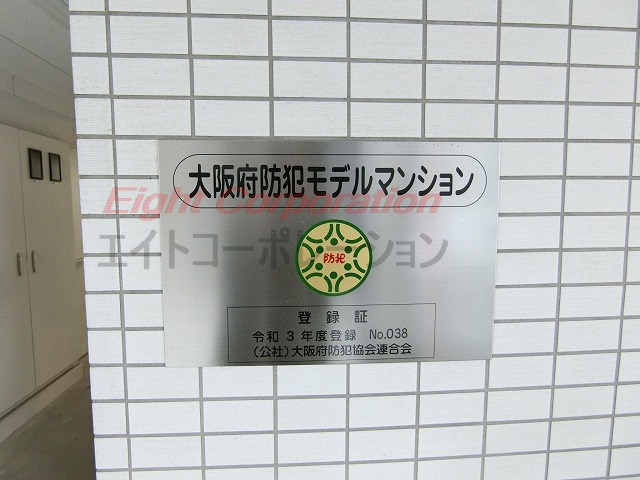 大阪府防犯モデルマンション
Eight Corporation
エイトコーポレーション
防犯
登録証
令和3年度登録 No.038
(公社)大阪府防犯協会連合会